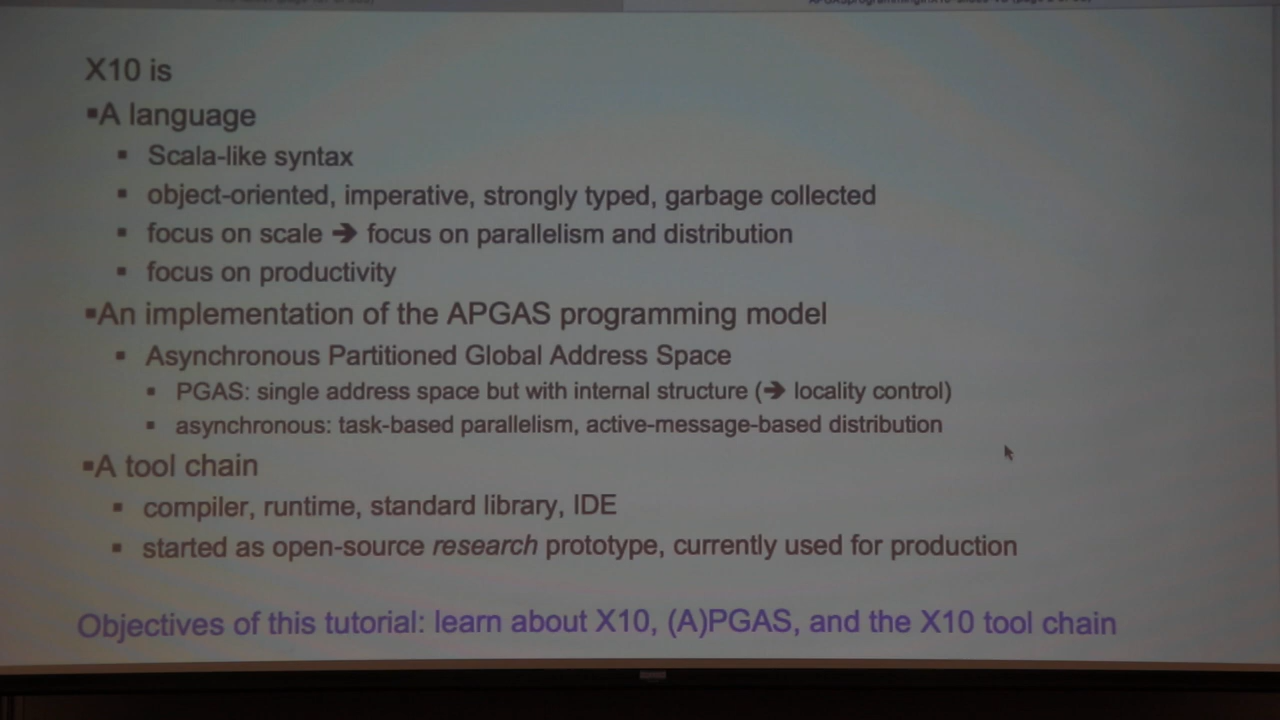 X10 is
▪A language
▪ Scala-like syntax
▪ object-oriented, imperative, strongly typed, garbage collected
▪ focus on scale ➔ focus on parallelism and distribution
▪ focus on productivity
▪An implementation of the APGAS programming model
▪ Asynchronous Partitioned Global Address Space
▪ PGAS: single address space but with internal structure (➔ locality control)
▪ asynchronous: task-based parallelism, active-message-based distribution
▪A tool chain
▪ compiler, runtime, standard library, IDE
▪ started as open-source research prototype, currently used for production
Objectives of this tutorial: learn about X10, (A)PGAS, and the X10 tool chain